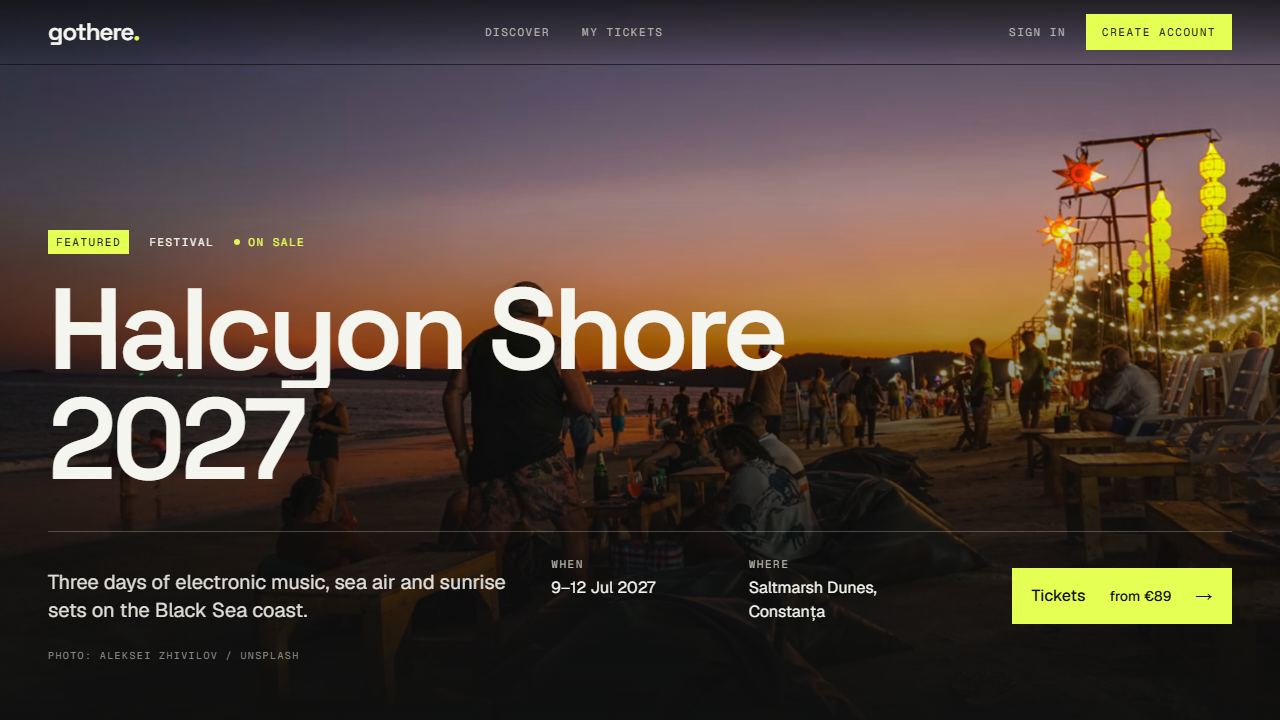 gothere.
DISCOVER
MY TICKETS
SIGN IN
CREATE ACCOUNT
FEATURED
FESTIVAL
ON SALE
Halcyon Shore
2027
Three days of electronic music, sea air and sunrise
sets on the Black Sea coast.
WHEN
9–12 Jul 2027
WHERE
Saltmarsh Dunes,
Constanța
Tickets from €89 →
PHOTO: ALEKSEI ZHIVILOV / UNSPLASH